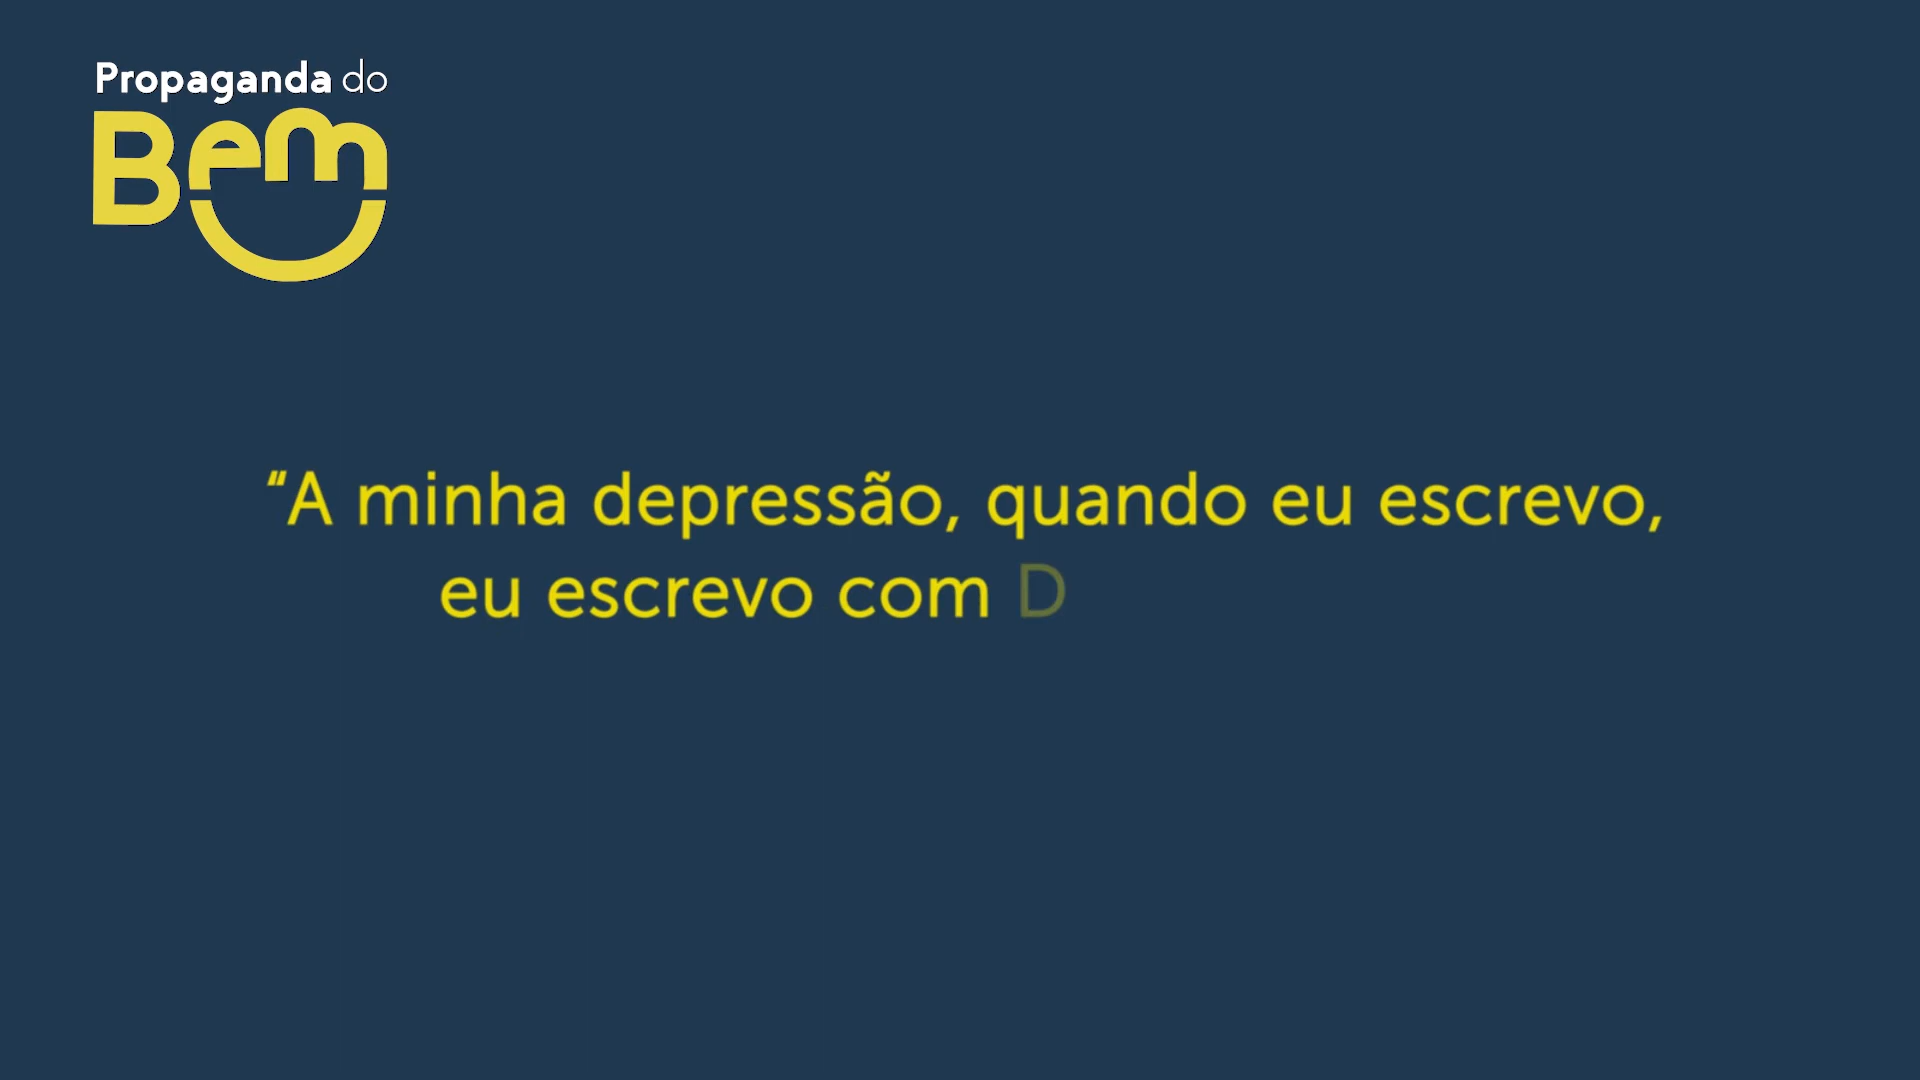 Propaganda do
Bem
“A minha depressão, quando eu escrevo,
eu escrevo com D